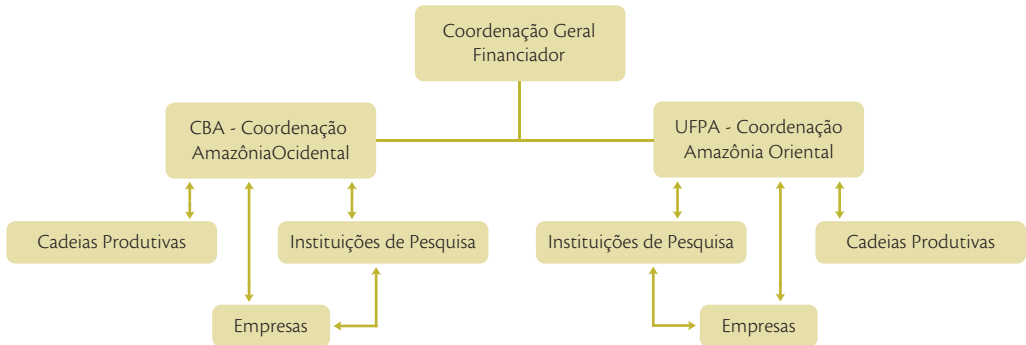 Coordenação Geral
Financiador
CBA - Coordenação
AmazôniaOcidental
UFPA - Coordenação
Amazônia Oriental
Cadeias Produtivas
Instituições de Pesquisa
Instituições de Pesquisa
Cadeias Produtivas
Empresas
Empresas